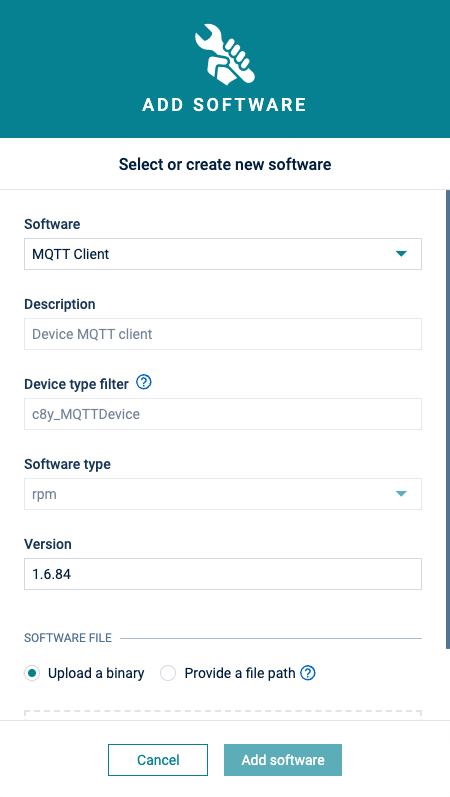 ADD SOFTWARE
Select or create new software
Software
MQTT Client
Description
Device MQTT client
Device type filter ?
c8y_MQTTDevice
Software type
rpm
Version
1.6.84
SOFTWARE FILE
Upload a binary Provide a file path ?
Cancel Add software